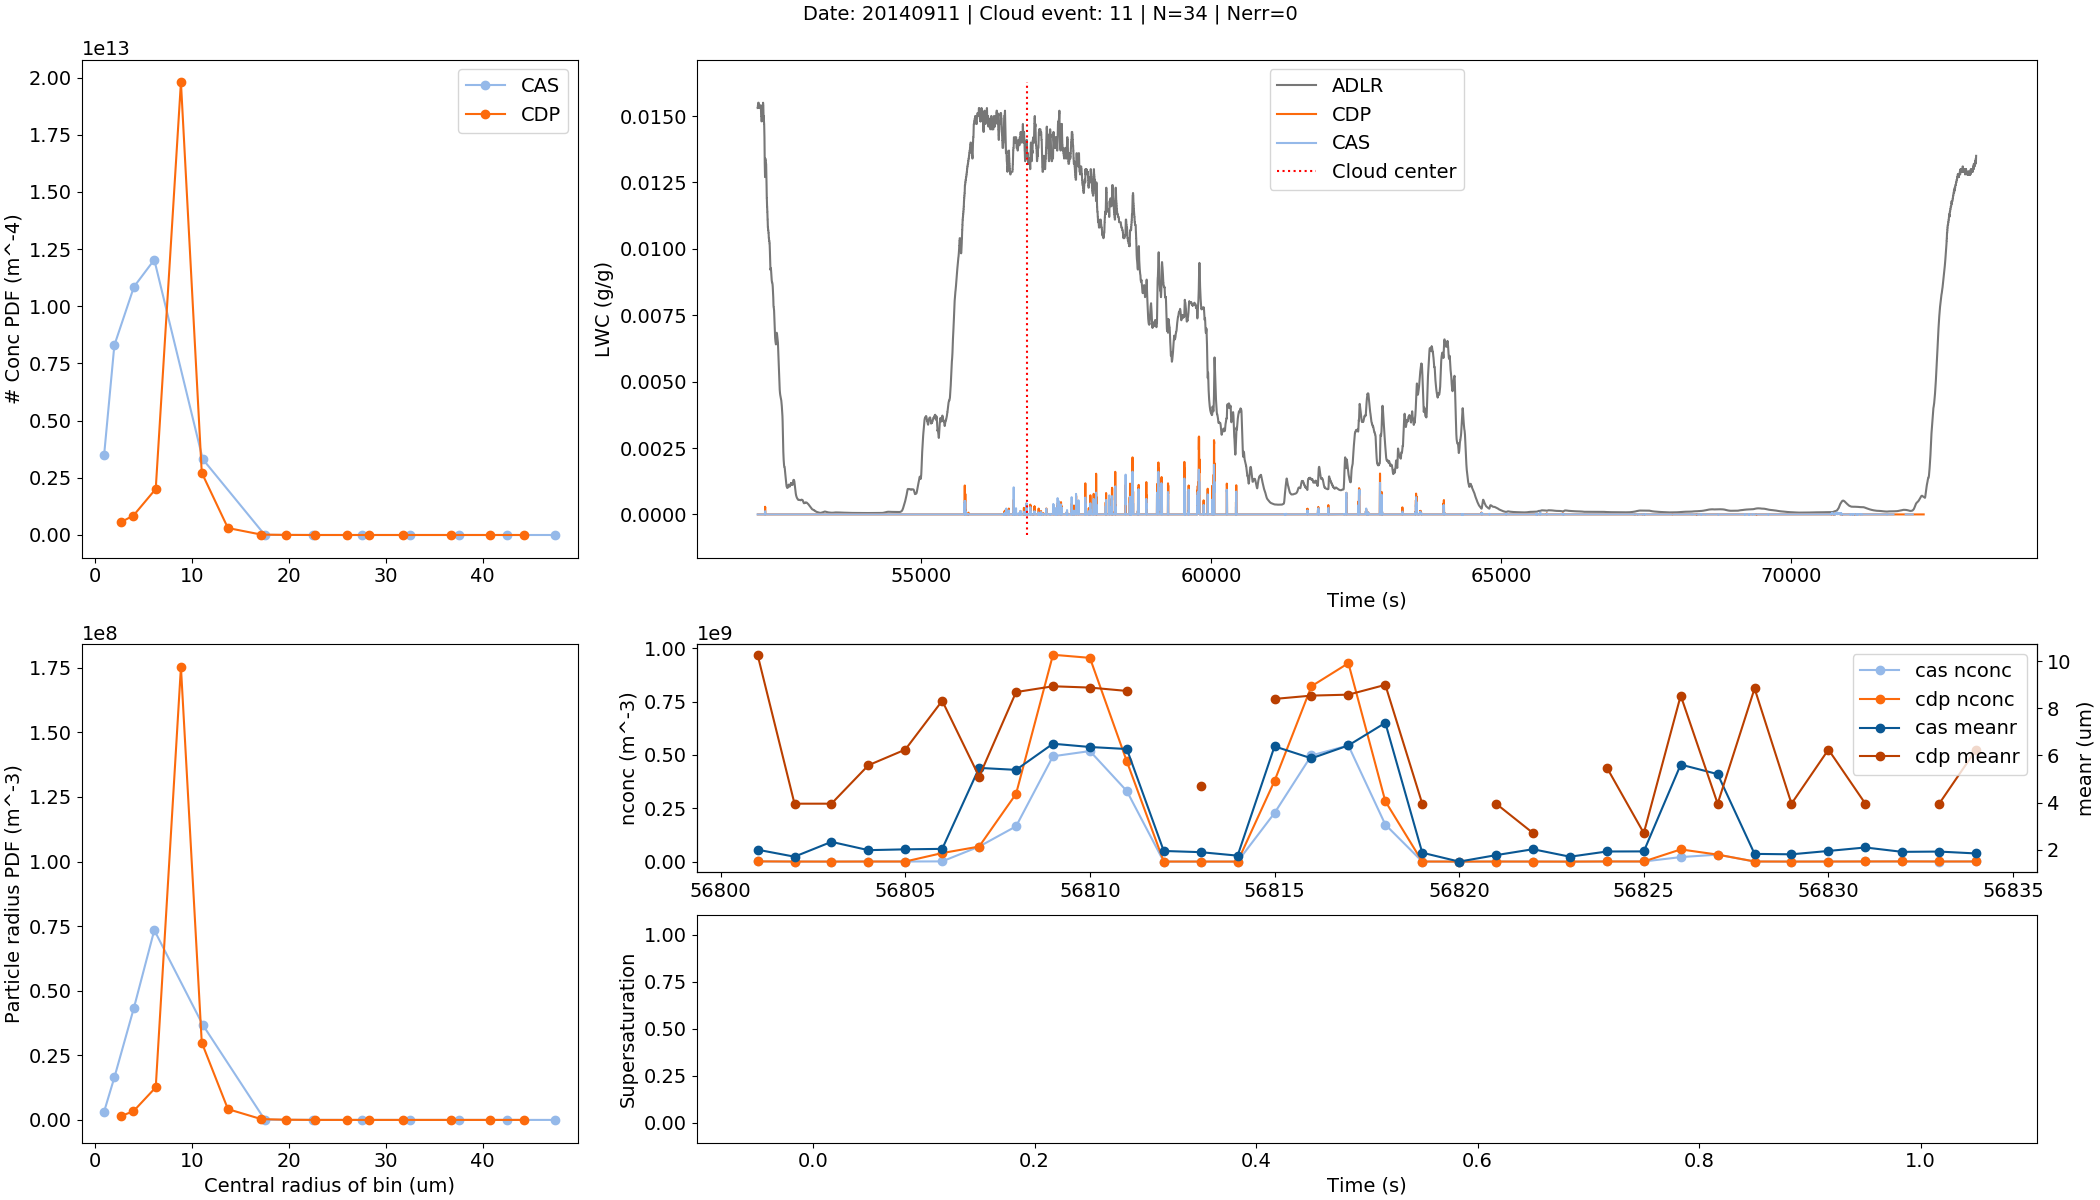 Date: 20140911 | Cloud event: 11 | N=34 | Nerr=0
1e13
2.00
1.75
1.50
1.25
1.00
0.75
0.50
0.25
0.00
# Conc PDF (m^-4)
0 10 20 30 40
CAS
CDP
0.0150
0.0125
0.0100
0.0075
0.0050
0.0025
0.0000
LWC (g/g)
ADLR
CDP
CAS
Cloud center
55000 60000 65000 70000
Time (s)
1e8
1.75
1.50
1.25
1.00
0.75
0.50
0.25
0.00
Particle radius PDF (m^-3)
0 10 20 30 40
Central radius of bin (um)
1e9
1.00
0.75
0.50
0.25
0.00
nconc (m^-3)
cas nconc
cdp nconc
cas meanr
cdp meanr
10
8
6
4
2
meanr (um)
56800 56805 56810 56815 56820 56825 56830 56835
1.00
0.75
0.50
0.25
0.00
Supersaturation
0.0 0.2 0.4 0.6 0.8 1.0
Time (s)